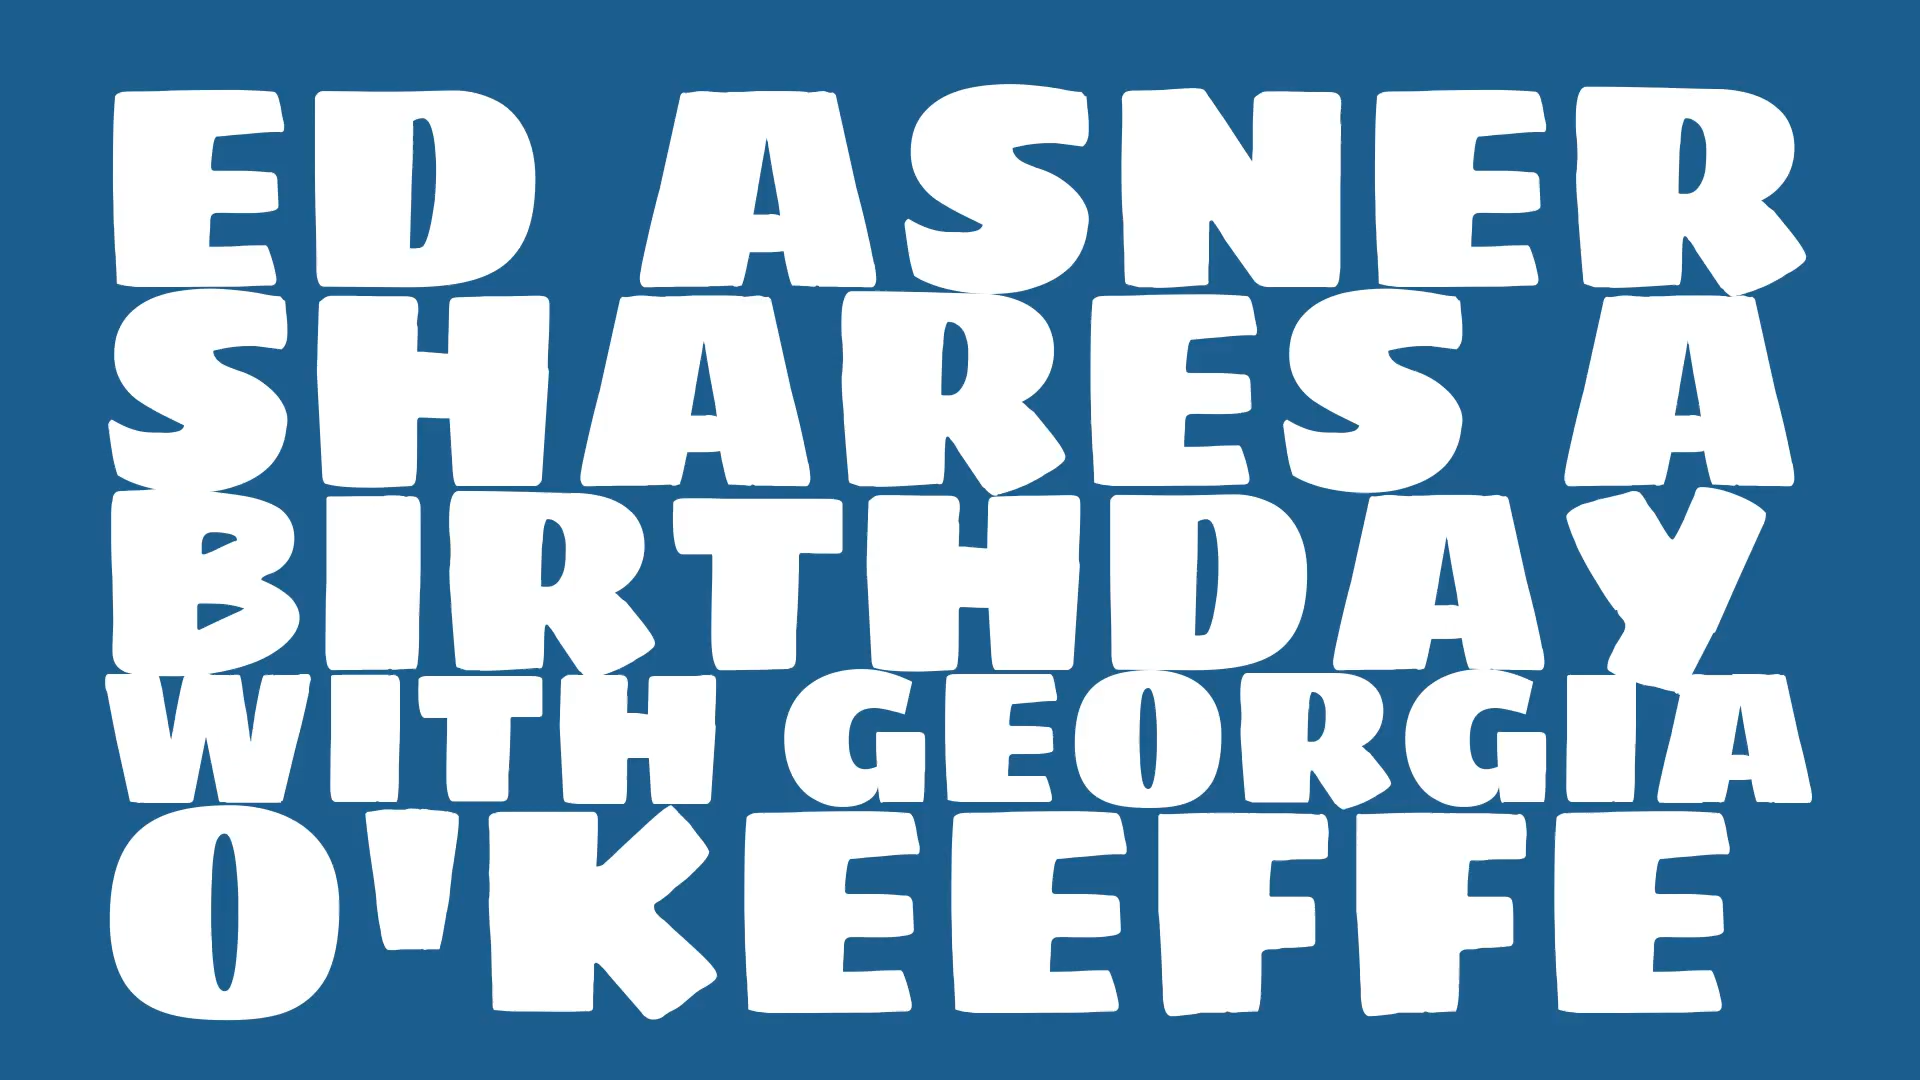 ED ASNER
SHARES A
BIRTHDAY
WITH GEORGIA
O'KEEFFE